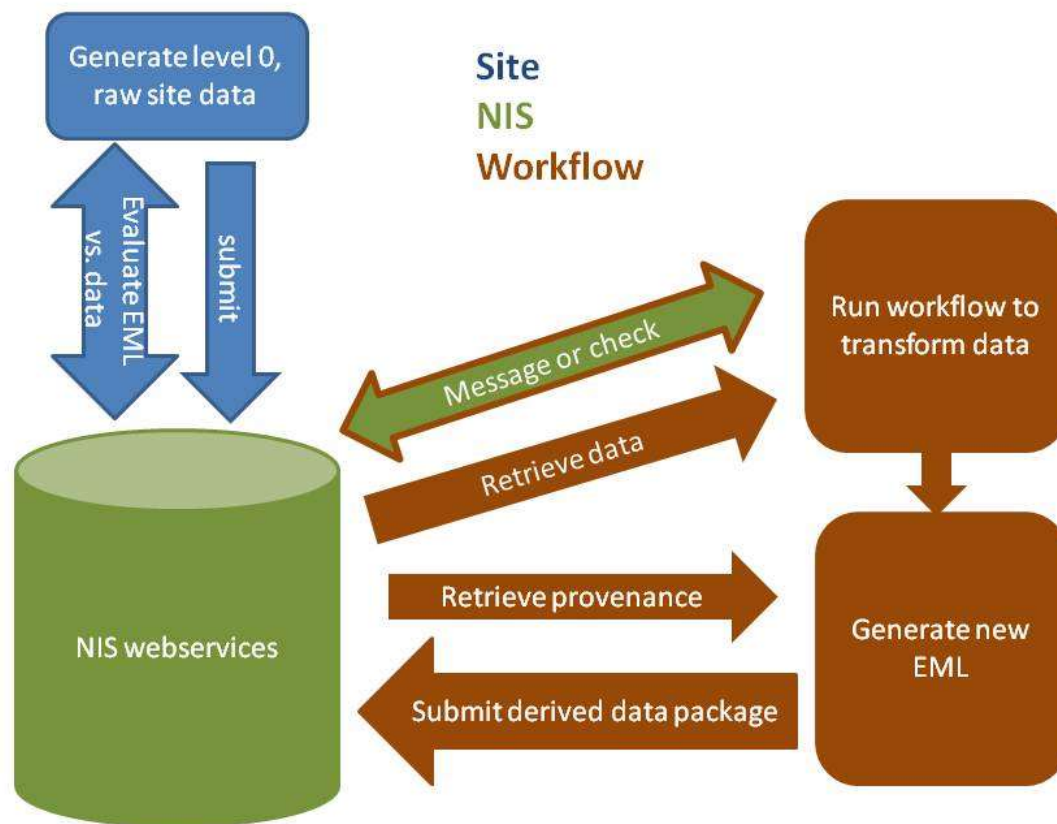 Generate level 0,
raw site data
Site
NIS
Workflow
Evaluate EML
vs. data
submit
Message or check
Retrieve data
Run workflow to
transform data
NIS webservices
Retrieve provenance
Submit derived data package
Generate new
EML